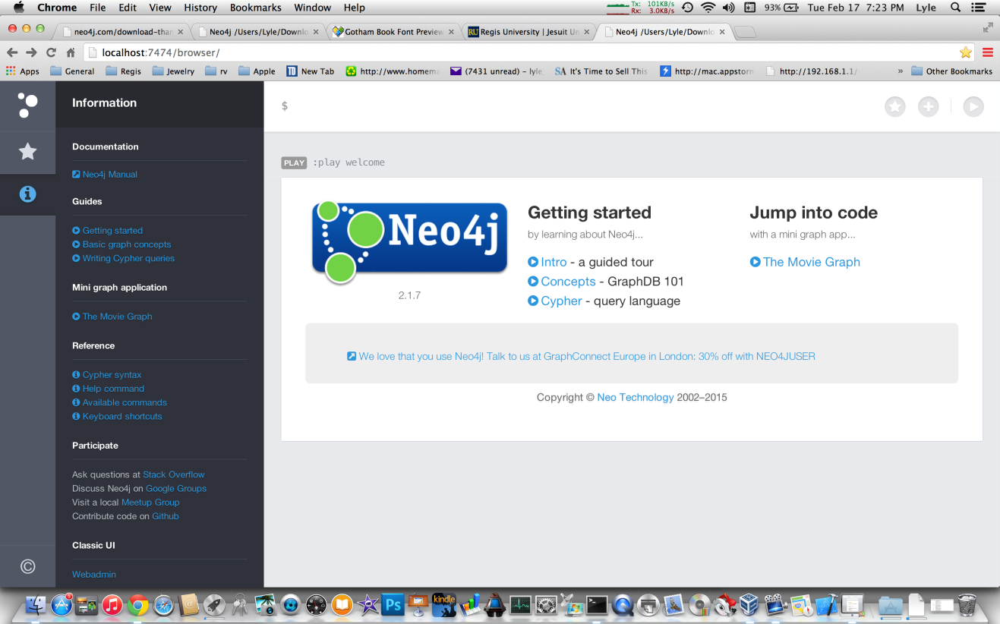 Chrome File Edit View History Bookmarks Window Help Tx: 101KB/s Rx: 3.0KB/s 93% Tue Feb 17 7:23 PM Lyle
neo4j.com/download-than Neo4j /Users/Lyle/Downlo Gotham Book Font Preview RU Regis University | Jesuit Un Neo4j /Users/Lyle/Downlo
localhost:7474/browser/
Apps General Regis Jewelry rv Apple TD New Tab http://www.homema (7431 unread) - lyle_ SA It's Time to Sell This http://mac.appstorm http://192.168.1.1/ » Other Bookmarks
Information
$
Documentation
Neo4j Manual
Guides
Getting started
Basic graph concepts
Writing Cypher queries
Mini graph application
The Movie Graph
Reference
Cypher syntax
Help command
Available commands
Keyboard shortcuts
Participate
Ask questions at Stack Overflow
Discuss Neo4j on Google Groups
Visit a local Meetup Group
Contribute code on Github
Classic UI
Webadmin
©
PLAY :play welcome
Neo4j
2.1.7
Getting started
by learning about Neo4j...
Intro - a guided tour
Concepts - GraphDB 101
Cypher - query language
Jump into code
with a mini graph app...
The Movie Graph
We love that you use Neo4j! Talk to us at GraphConnect Europe in London: 30% off with NEO4JUSER
Copyright © Neo Technology 2002–2015
Ps kindle